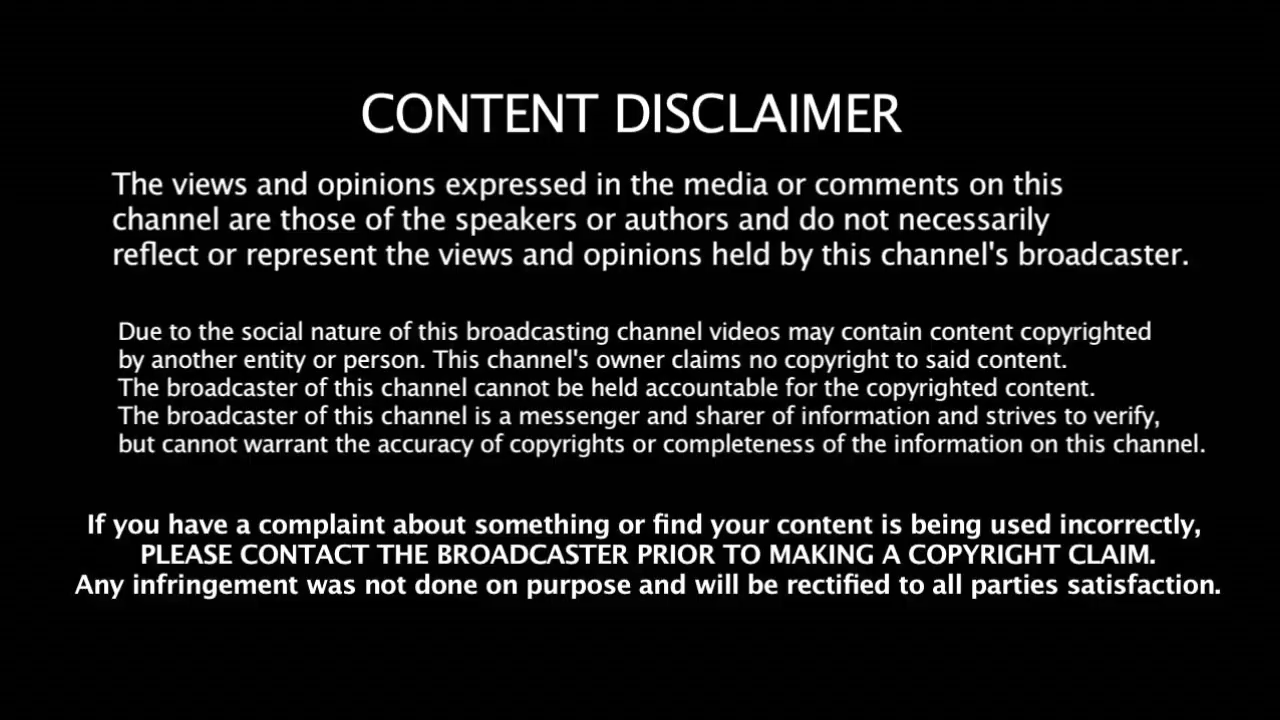 CONTENT DISCLAIMER
The views and opinions expressed in the media or comments on this
channel are those of the speakers or authors and do not necessarily
reflect or represent the views and opinions held by this channel's broadcaster.
Due to the social nature of this broadcasting channel videos may contain content copyrighted
by another entity or person. This channel's owner claims no copyright to said content.
The broadcaster of this channel cannot be held accountable for the copyrighted content.
The broadcaster of this channel is a messenger and sharer of information and strives to verify,
but cannot warrant the accuracy of copyrights or completeness of the information on this channel.
If you have a complaint about something or find your content is being used incorrectly,
PLEASE CONTACT THE BROADCASTER PRIOR TO MAKING A COPYRIGHT CLAIM.
Any infringement was not done on purpose and will be rectified to all parties satisfaction.